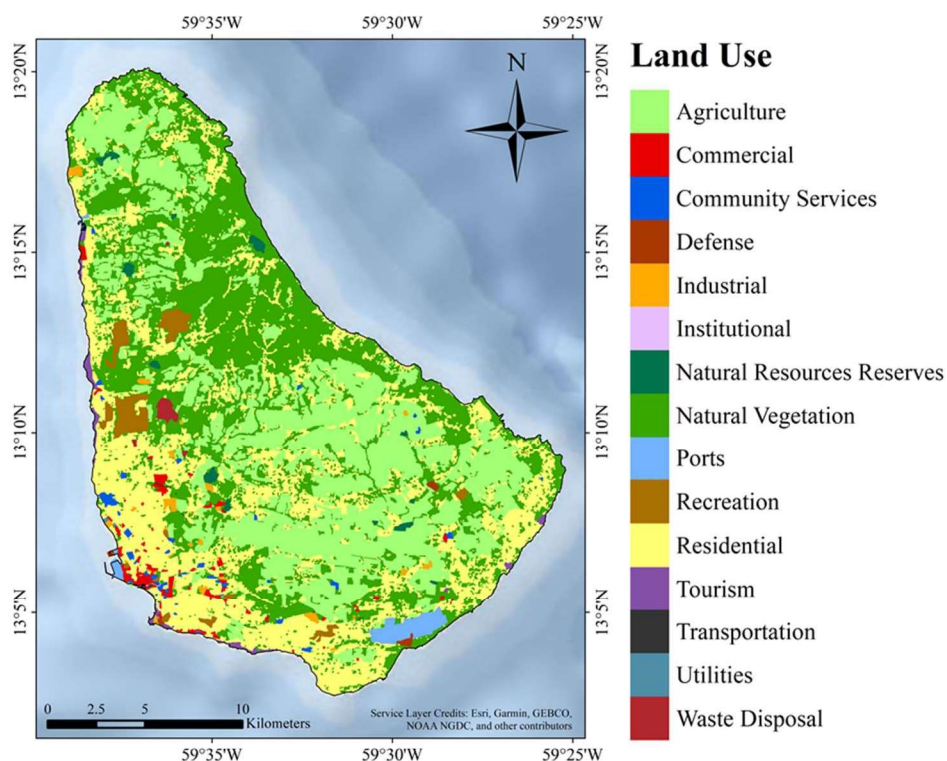 59°35'W 59°30'W 59°25'W
13°20'N 13°20'N
N
13°15'N 13°15'N
13°10'N 13°10'N
13°5'N 13°5'N
0 2.5 5 10
Kilometers
Service Layer Credits: Esri, Garmin, GEBCO,
NOAA NGDC, and other contributors
59°35'W 59°30'W 59°25'W
Land Use
Agriculture
Commercial
Community Services
Defense
Industrial
Institutional
Natural Resources Reserves
Natural Vegetation
Ports
Recreation
Residential
Tourism
Transportation
Utilities
Waste Disposal